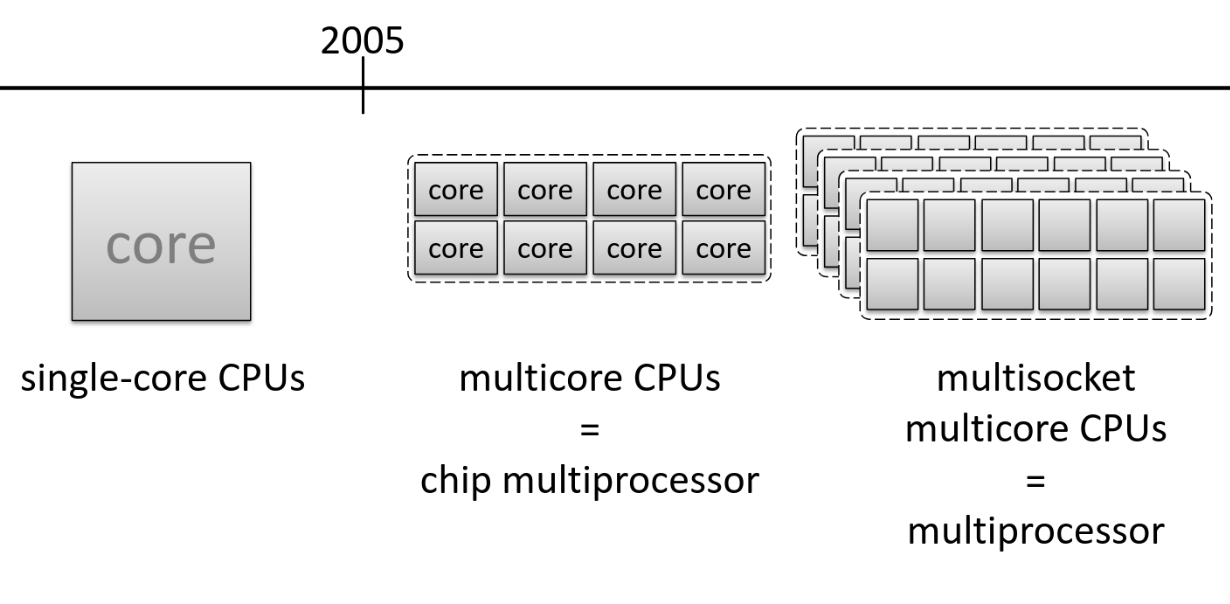 2005
core
core core core core
core core core core
single-core CPUs
multicore CPUs
=
chip multiprocessor
multisocket
multicore CPUs
=
multiprocessor